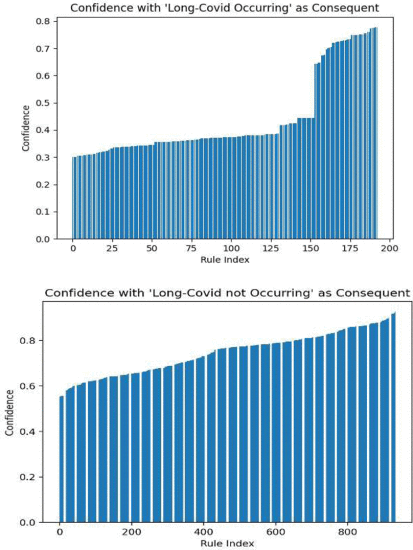 Confidence with 'Long-Covid Occurring' as Consequent
0.8
0.7
0.6
0.5
0.4
0.3
0.2
0.1
0.0
Confidence
0 25 50 75 100 125 150 175 200
Rule Index
Confidence with 'Long-Covid not Occurring' as Consequent
0.8
0.6
0.4
0.2
0.0
Confidence
0 200 400 600 800
Rule Index